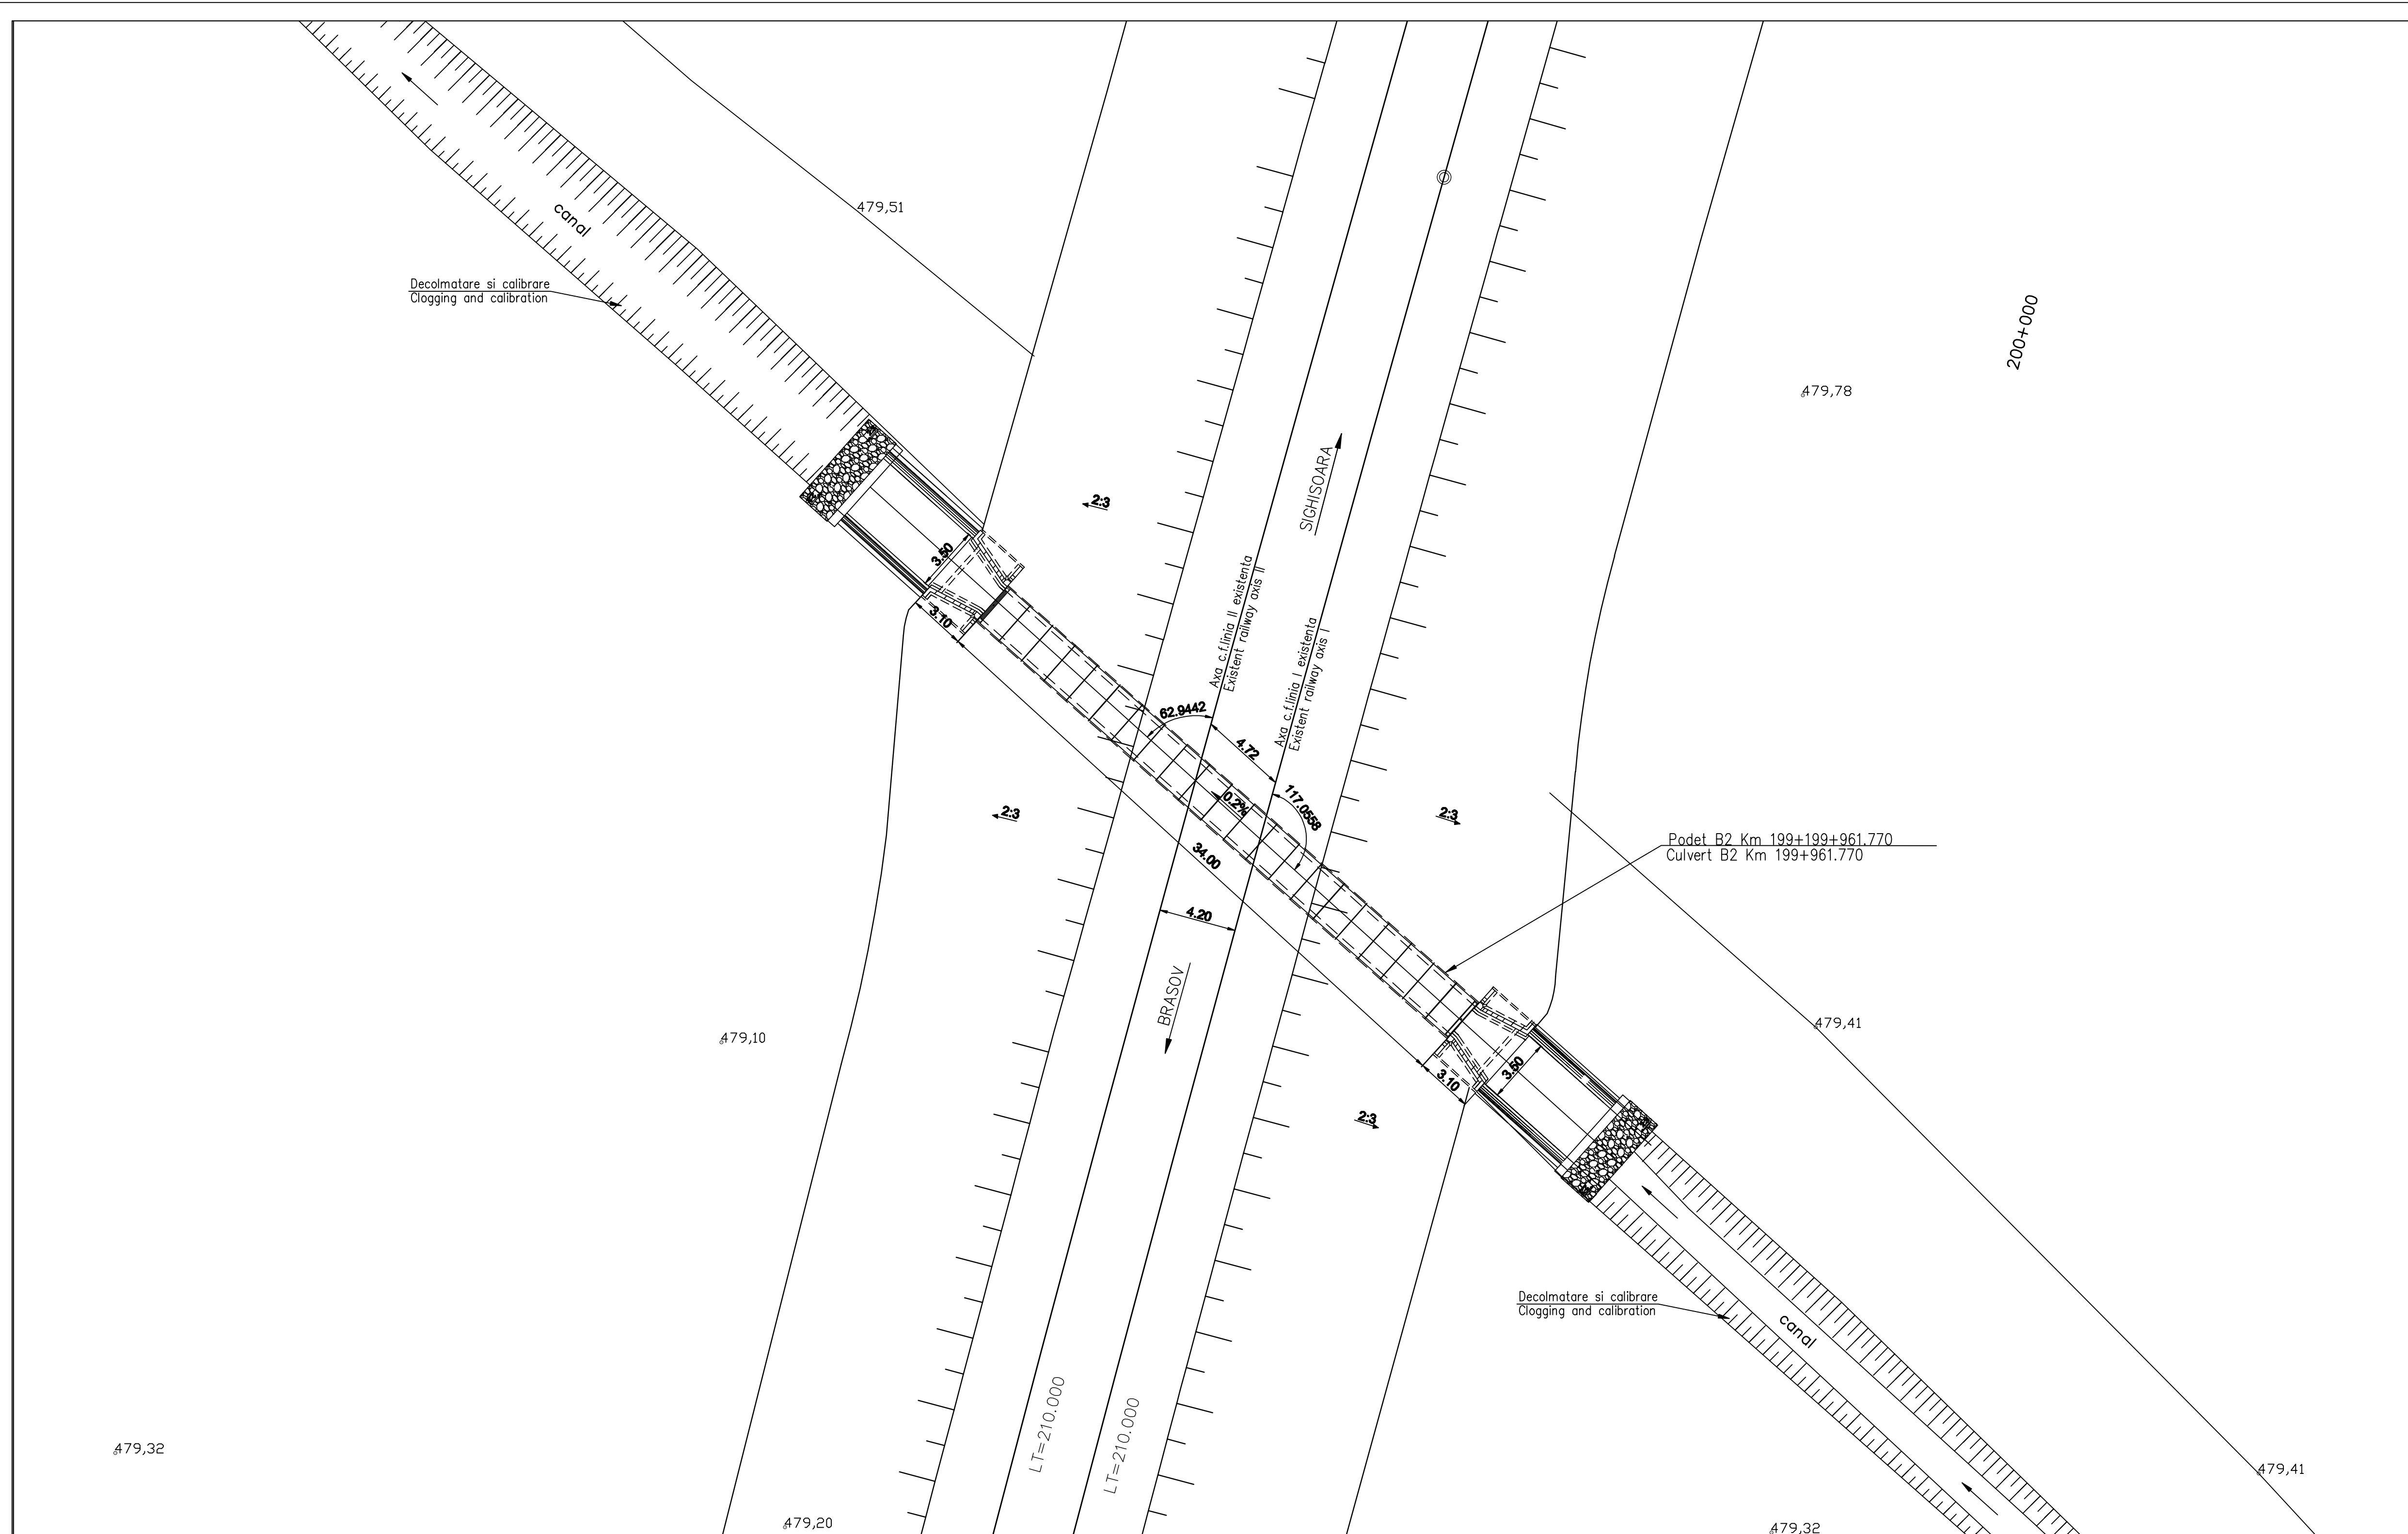 canal
479,51
Decolmatare si calibrare
Clogging and calibration
200+000
479,78
SIGHISOARA
2:3
3.50
3.10
Axa c.f.linia II existenta
Existent railway axis II
Axa c.f.linia I existenta
Existent railway axis I
62.9442
4.72
0.2%
117.0558
2:3
2:3
34.00
Podet B2 Km 199+199+961.770
Culvert B2 Km 199+961.770
4.20
BRASOV
479,10
479,41
3.50
3.10
2:3
Decolmatare si calibrare
Clogging and calibration
canal
LT=210.000
LT=210.000
479,32
479,41
479,20
479,32